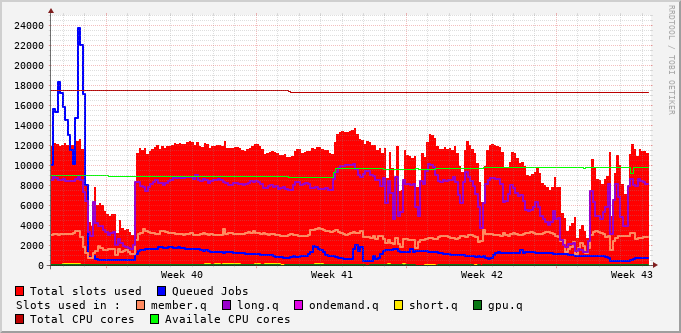 RRDTOOL / TOBI OETIKER
24000
22000
20000
18000
16000
14000
12000
10000
8000
6000
4000
2000
0
Week 40 Week 41 Week 42 Week 43
Total slots used Queued Jobs
Slots used in : member.q long.q ondemand.q short.q gpu.q
Total CPU cores Availale CPU cores